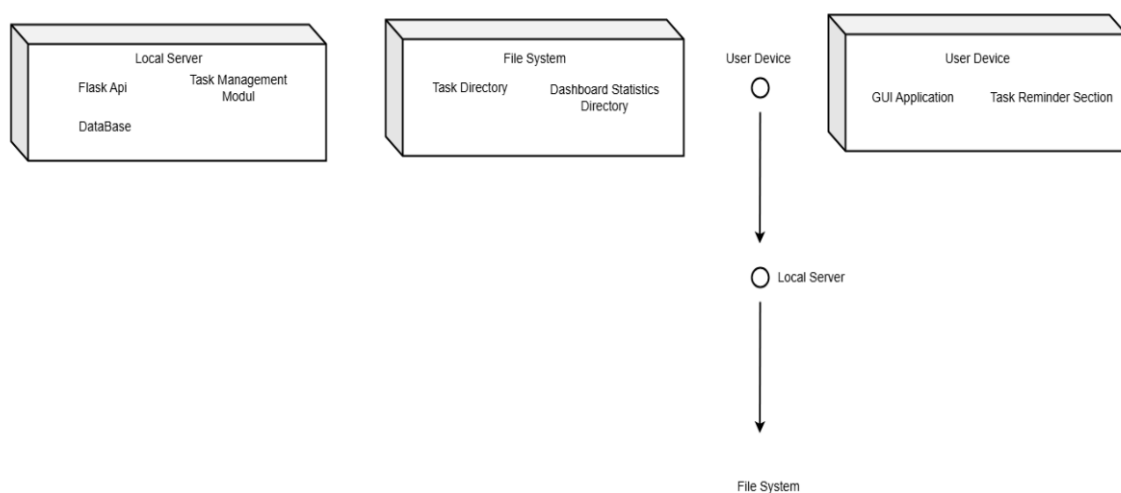 Local Server
Flask Api
Task Management
Modul
DataBase
File System
Task Directory
Dashboard Statistics
Directory
User Device
User Device
GUI Application
Task Reminder Section
Local Server
File System